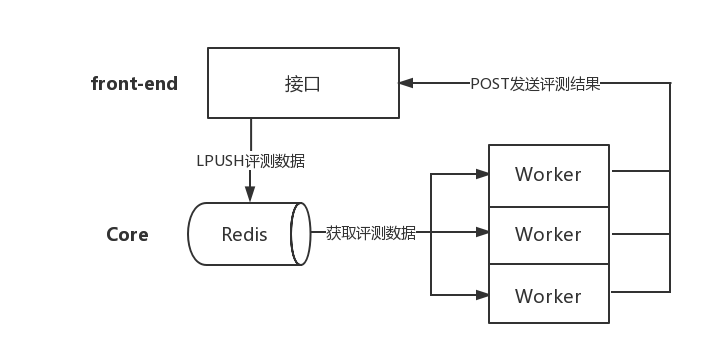 front-end
接口
POST发送评测结果
LPUSH评测数据
Worker
Core
Redis
获取评测数据
Worker
Worker